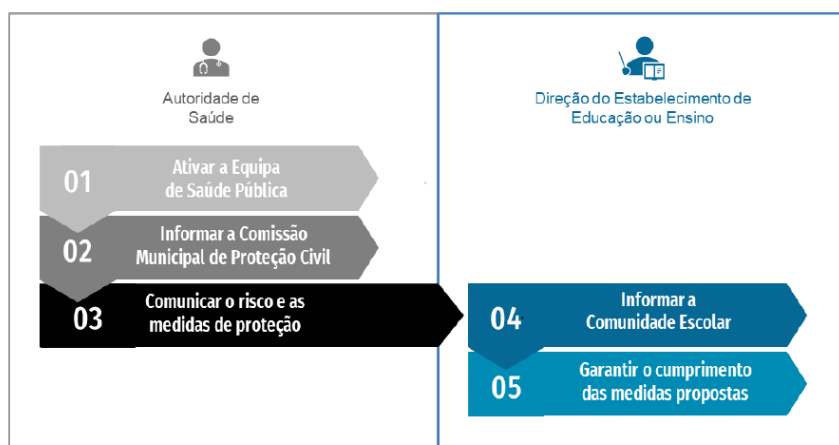 Autoridade de
Saúde
Direção do Estabelecimento de
Educação ou Ensino
01
Ativar a Equipa
de Saúde Pública
02
Informar a Comissão
Municipal de Proteção Civil
03
Comunicar o risco e as
medidas de proteção
04
Informar a
Comunidade Escolar
05
Garantir o cumprimento
das medidas propostas